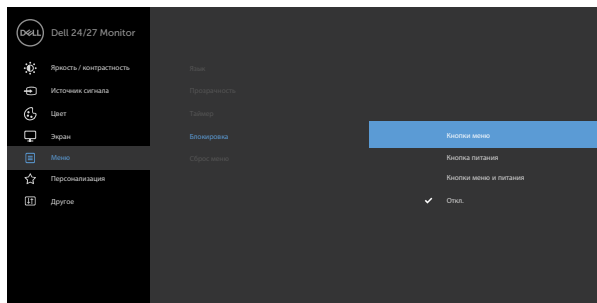 DELL
Dell 24/27 Monitor
Яркость / контрастность
Источник сигнала
Цвет
Экран
Меню
Персонализация
Другое
Язык
Прозрачность
Таймер
Блокировка
Сброс меню
Кнопки меню
Кнопка питания
Кнопки меню и питания
Откл.